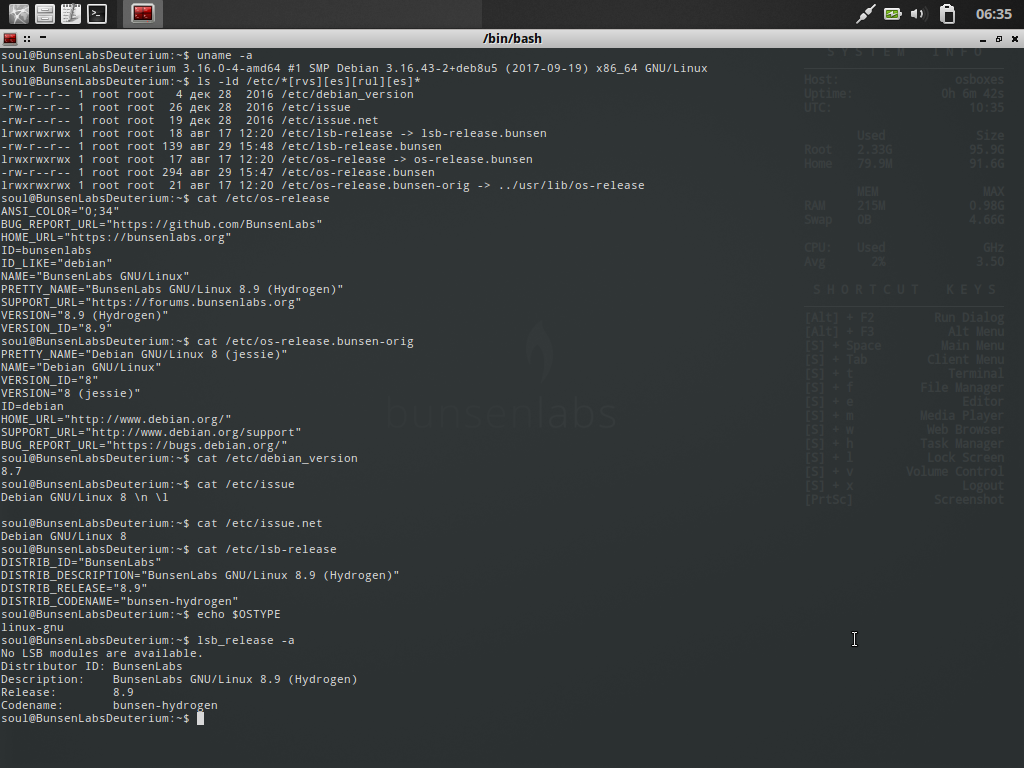 06:35
/bin/bash
soul@BunsenLabsDeuterium:~$ uname -a
Linux BunsenLabsDeuterium 3.16.0-4-amd64 #1 SMP Debian 3.16.43-2+deb8u5 (2017-09-19) x86_64 GNU/Linux
soul@BunsenLabsDeuterium:~$ ls -ld /etc/*[rvs][es][rul][es]*
-rw-r--r-- 1 root root   4 дек 28  2016 /etc/debian_version
-rw-r--r-- 1 root root  26 дек 28  2016 /etc/issue
-rw-r--r-- 1 root root  19 дек 28  2016 /etc/issue.net
lrwxrwxrwx 1 root root  18 авг 17 12:20 /etc/lsb-release -> lsb-release.bunsen
-rw-r--r-- 1 root root 139 авг 29 15:48 /etc/lsb-release.bunsen
lrwxrwxrwx 1 root root  17 авг 17 12:20 /etc/os-release -> os-release.bunsen
-rw-r--r-- 1 root root 294 авг 29 15:47 /etc/os-release.bunsen
lrwxrwxrwx 1 root root  21 авг 17 12:20 /etc/os-release.bunsen-orig -> ../usr/lib/os-release
soul@BunsenLabsDeuterium:~$ cat /etc/os-release
ANSI_COLOR="0;34"
BUG_REPORT_URL="https://github.com/BunsenLabs"
HOME_URL="https://bunsenlabs.org"
ID=bunsenlabs
ID_LIKE="debian"
NAME="BunsenLabs GNU/Linux"
PRETTY_NAME="BunsenLabs GNU/Linux 8.9 (Hydrogen)"
SUPPORT_URL="https://forums.bunsenlabs.org"
VERSION="8.9 (Hydrogen)"
VERSION_ID="8.9"
soul@BunsenLabsDeuterium:~$ cat /etc/os-release.bunsen-orig
PRETTY_NAME="Debian GNU/Linux 8 (jessie)"
NAME="Debian GNU/Linux"
VERSION_ID="8"
VERSION="8 (jessie)"
ID=debian
HOME_URL="http://www.debian.org/"
SUPPORT_URL="http://www.debian.org/support"
BUG_REPORT_URL="https://bugs.debian.org/"
soul@BunsenLabsDeuterium:~$ cat /etc/debian_version
8.7
soul@BunsenLabsDeuterium:~$ cat /etc/issue
Debian GNU/Linux 8 \n \l
soul@BunsenLabsDeuterium:~$ cat /etc/issue.net
Debian GNU/Linux 8
soul@BunsenLabsDeuterium:~$ cat /etc/lsb-release
DISTRIB_ID="BunsenLabs"
DISTRIB_DESCRIPTION="BunsenLabs GNU/Linux 8.9 (Hydrogen)"
DISTRIB_RELEASE="8.9"
DISTRIB_CODENAME="bunsen-hydrogen"
soul@BunsenLabsDeuterium:~$ echo $OSTYPE
linux-gnu
soul@BunsenLabsDeuterium:~$ lsb_release -a
No LSB modules are available.
Distributor ID: BunsenLabs
Description:    BunsenLabs GNU/Linux 8.9 (Hydrogen)
Release:        8.9
Codename:       bunsen-hydrogen
soul@BunsenLabsDeuterium:~$
bunsenlabs
SYSTEM INFO
Host: osboxes
Uptime: 0h 6m 42s
UTC: 10:35
Used Size
Root 2.33G 95.9G
Home 79.9M 91.6G
MEM MAX
RAM 215M 0.98G
Swap 0B 4.66G
CPU: Used GHz
Avg 2% 3.50
SHORTCUT KEYS
[Alt] + F2 Run Dialog
[Alt] + F3 Alt Menu
[S] + Space Main Menu
[S] + Tab Client Menu
[S] + t Terminal
[S] + f File Manager
[S] + e Editor
[S] + m Media Player
[S] + w Web Browser
[S] + h Task Manager
[S] + l Lock Screen
[S] + v Volume Control
[S] + x Logout
[PrtSc] Screenshot